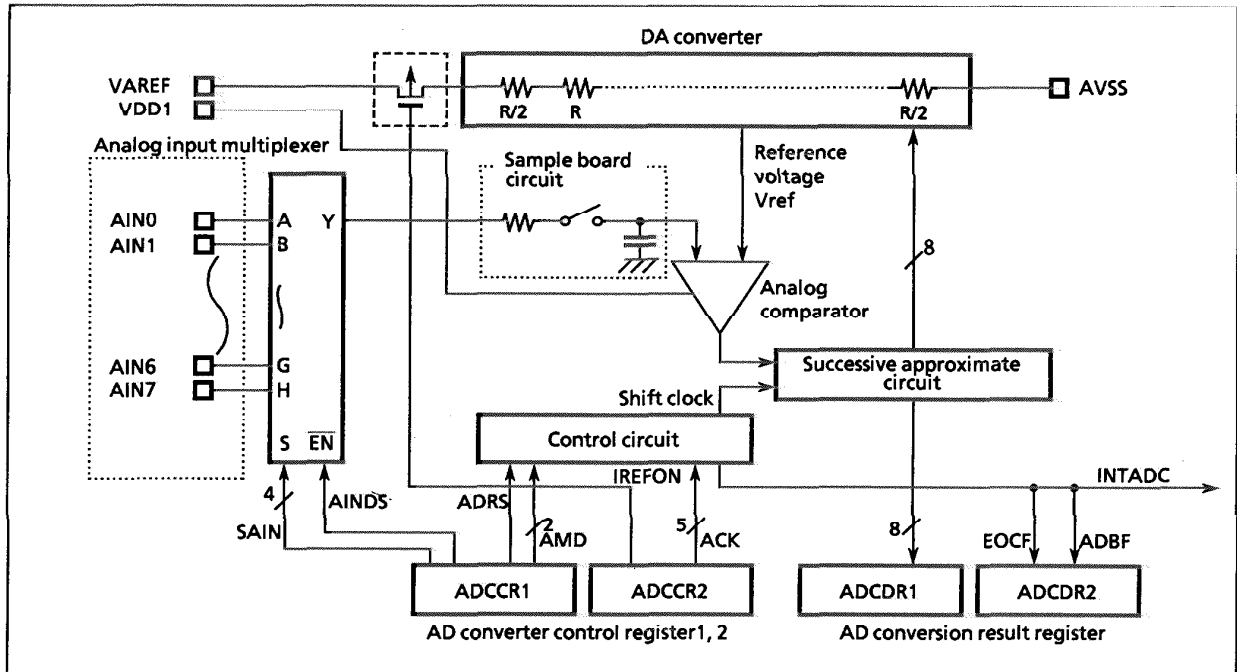 DA converter
VAREF
VDD1
R/2
R
R/2
AVSS
Analog input multiplexer
Sample board
circuit
Reference
voltage
Vref
AIN0
A
Y
AIN1
B
8
Analog
comparator
AIN6
G
AIN7
H
Successive approximate
circuit
Shift clock
S
EN
Control circuit
IREFON
INTADC
4
AINDS
ADRS
SAIN
2
AMD
5
ACK
8
EOCF
ADBF
ADCCR1
ADCCR2
ADCDR1
ADCDR2
AD converter control register1, 2
AD conversion result register